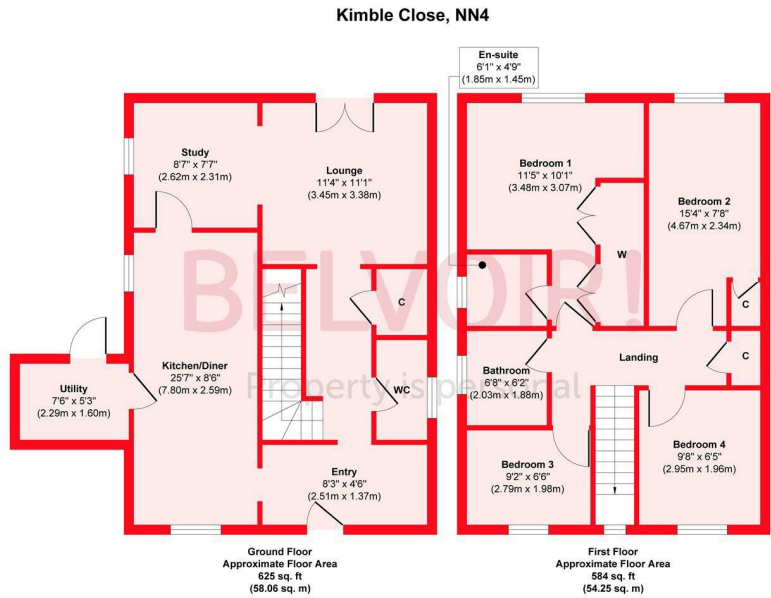 Kimble Close, NN4
En-suite
6'1" x 4'9"
(1.85m x 1.45m)
Study
8'7" x 7'7"
(2.62m x 2.31m)
Lounge
11'4" x 11'1"
(3.45m x 3.38m)
Bedroom 1
11'5" x 10'1"
(3.48m x 3.07m)
Bedroom 2
15'4" x 7'8"
(4.67m x 2.34m)
W
C
C
BELVOIR!
Property is personal
Kitchen/Diner
25'7" x 8'6"
(7.80m x 2.59m)
Utility
7'6" x 5'3"
(2.29m x 1.60m)
WC
Bathroom
6'8" x 6'2"
(2.03m x 1.88m)
Landing
C
Entry
8'3" x 4'6"
(2.51m x 1.37m)
Bedroom 3
9'2" x 6'6"
(2.79m x 1.98m)
Bedroom 4
9'8" x 6'5"
(2.95m x 1.96m)
Ground Floor
Approximate Floor Area
625 sq. ft
(58.06 sq. m)
First Floor
Approximate Floor Area
584 sq. ft
(54.25 sq. m)